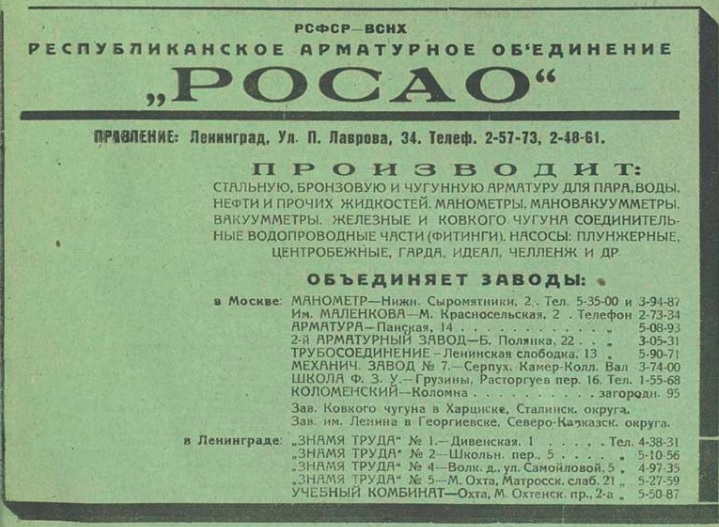 РСФСР—ВСНХ
РЕСПУБЛИКАНСКОЕ АРМАТУРНОЕ ОБ'ЕДИНЕНИЕ
„РОСАО“
ПРАВЛЕНИЕ: Ленинград, Ул. П. Лаврова, 34. Телеф. 2-57-73, 2-48-61.
ПРОИЗВОДИТ:
СТАЛЬНУЮ, БРОНЗОВУЮ И ЧУГУННУЮ АРМАТУРУ ДЛЯ ПАРА, ВОДЫ,
НЕФТИ И ПРОЧИХ ЖИДКОСТЕЙ. МАНОМЕТРЫ. МАНОВАКУУММЕТРЫ.
ВАКУУММЕТРЫ. ЖЕЛЕЗНЫЕ И КОВКОГО ЧУГУНА СОЕДИНИТЕЛЬ-
НЫЕ ВОДОПРОВОДНЫЕ ЧАСТИ (ФИТИНГИ). НАСОСЫ: ПЛУНЖЕРНЫЕ,
ЦЕНТРОБЕЖНЫЕ, ГАРДА, ИДЕАЛ, ЧЕЛЛЕНЖ И ДР
ОБЪЕДИНЯЕТ ЗАВОДЫ:
в Москве: МАНОМЕТР—Нижн. Сыромятники, 2. . Тел. 5-35-00 и 3-94-87
Им. МАЛЕНКОВА—М. Красносельская, 2 . Телефон 2-73-34
АРМАТУРА—Панская, 14 . . . . . . . . . . „ 5-08-93
2-й АРМАТУРНЫЙ ЗАВОД—Б. Полянка, 22 . . „ 3-05-31
ТРУБОСОЕДИНЕНИЕ - Ленинская слободка, 13 „ 5-90-71
МЕХАНИЧ. ЗАВОД № 7.—Серпух. Камер-Колл. Вал 3-74-00
ШКОЛА Ф. З. У.—Грузины, Расторгуев пер. 16. Тел. 1-55-68
КОЛОМЕНСКИЙ—Коломна . . . . . . . . загородн. 95
Зав. Ковкого чугуна в Харциске, Сталинск. округа.
Зав. им. Ленина в Георгиевске, Северо-Кавказск. округа.
в Ленинграде: „ЗНАМЯ ТРУДА“ № 1.—Дивенская. 1 . . . . . Тел. 4-38-31
„ЗНАМЯ ТРУДА“ № 2—Школьн. пер., 5 . . . . „ 5-10-56
„ЗНАМЯ ТРУДА“ № 4—Волк. д., ул. Самойловой, 5 „ 4-97-35
„ЗНАМЯ ТРУДА“ № 5—М. Охта, Матросск. слаб. 21 „ 5-27-59
УЧЕБНЫЙ КОМБИНАТ—Охта, М. Охтенск. пр., 2-а „ 5-50-87